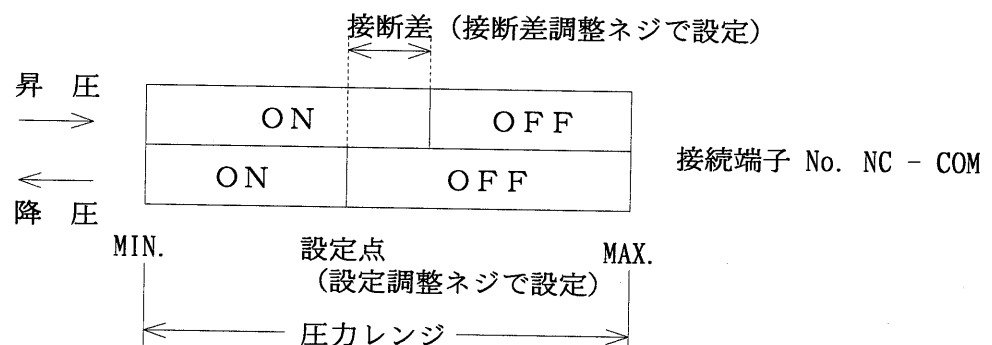 接断差 (接断差調整ネジで設定)
昇 圧
ON OFF
接続端子 No. NC - COM
ON OFF
降 圧
MIN. 設定点 MAX.
(設定調整ネジで設定)
圧力レンジ